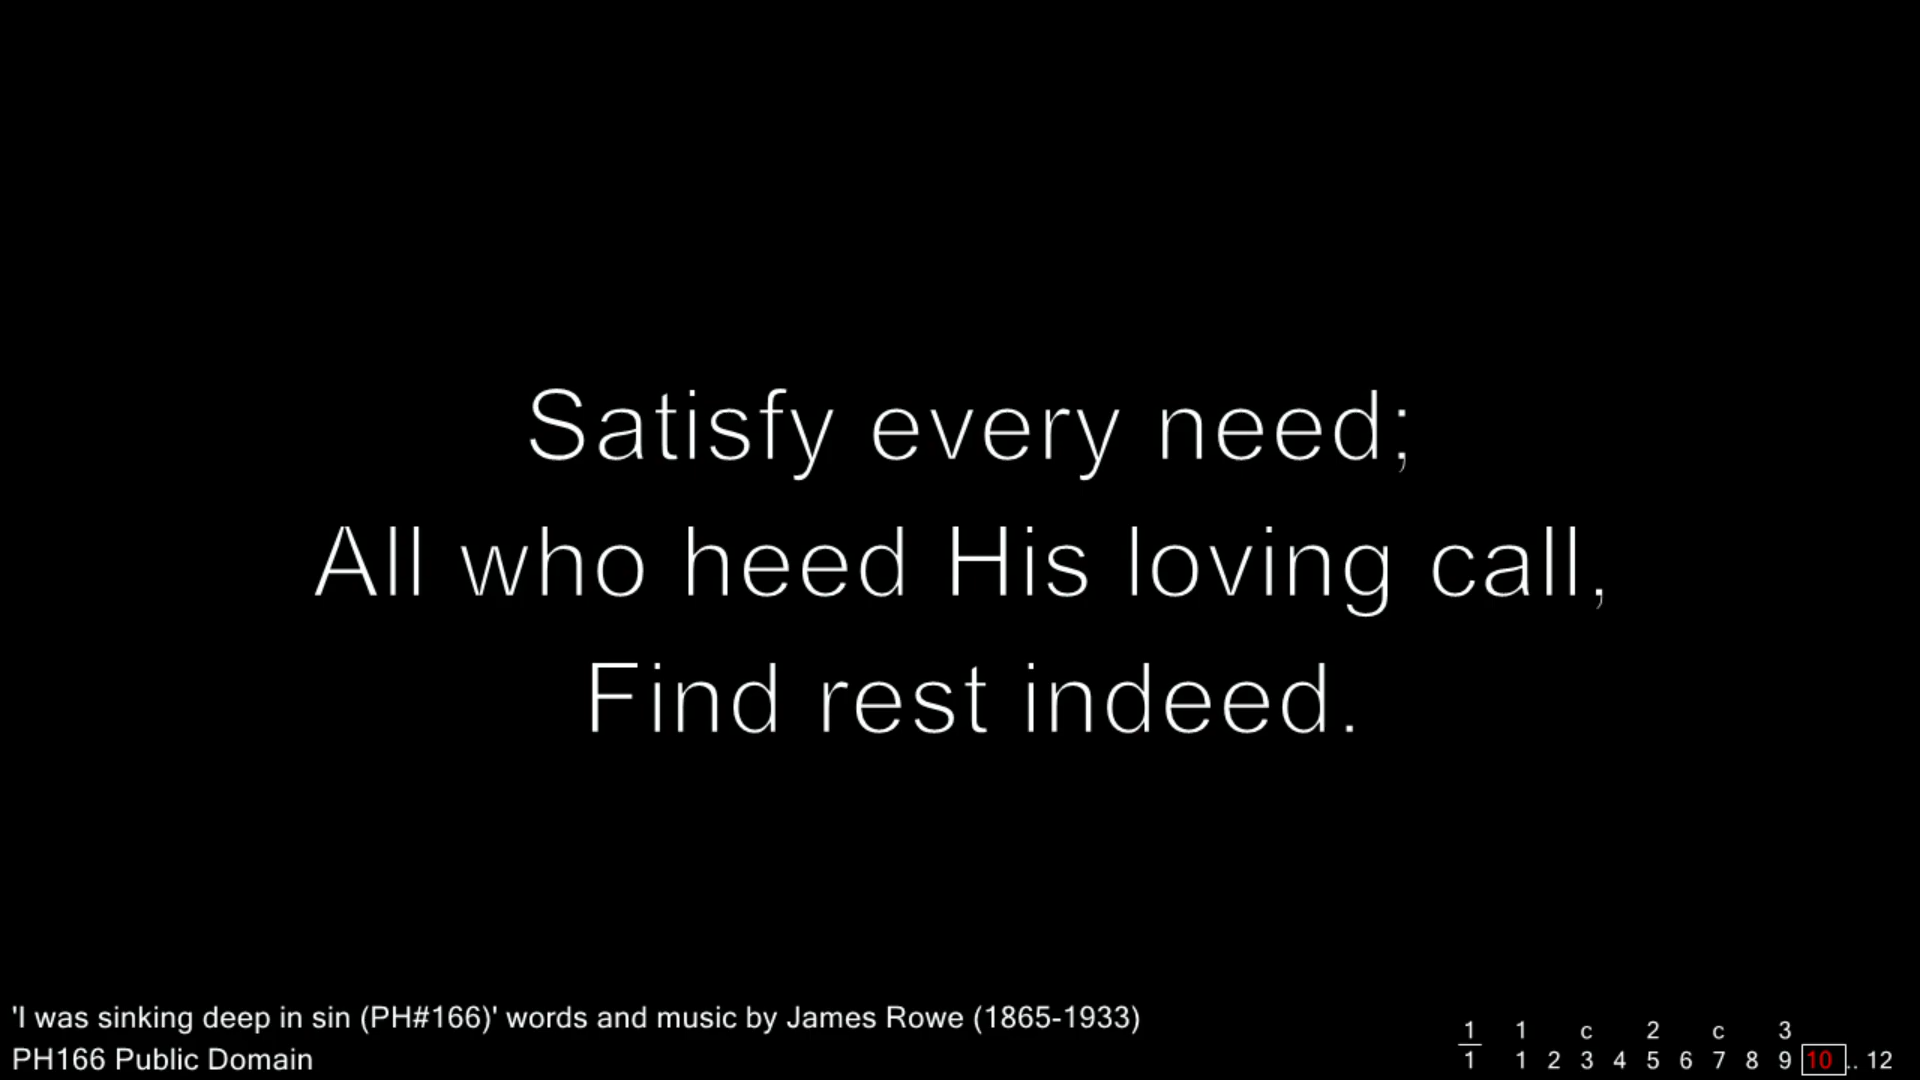 Satisfy every need;
All who heed His loving call,
Find rest indeed.
'I was sinking deep in sin (PH#166)' words and music by James Rowe (1865-1933)
PH166 Public Domain
1 1 c 2 c 3
1 1 2 3 4 5 6 7 8 9 10 .. 12